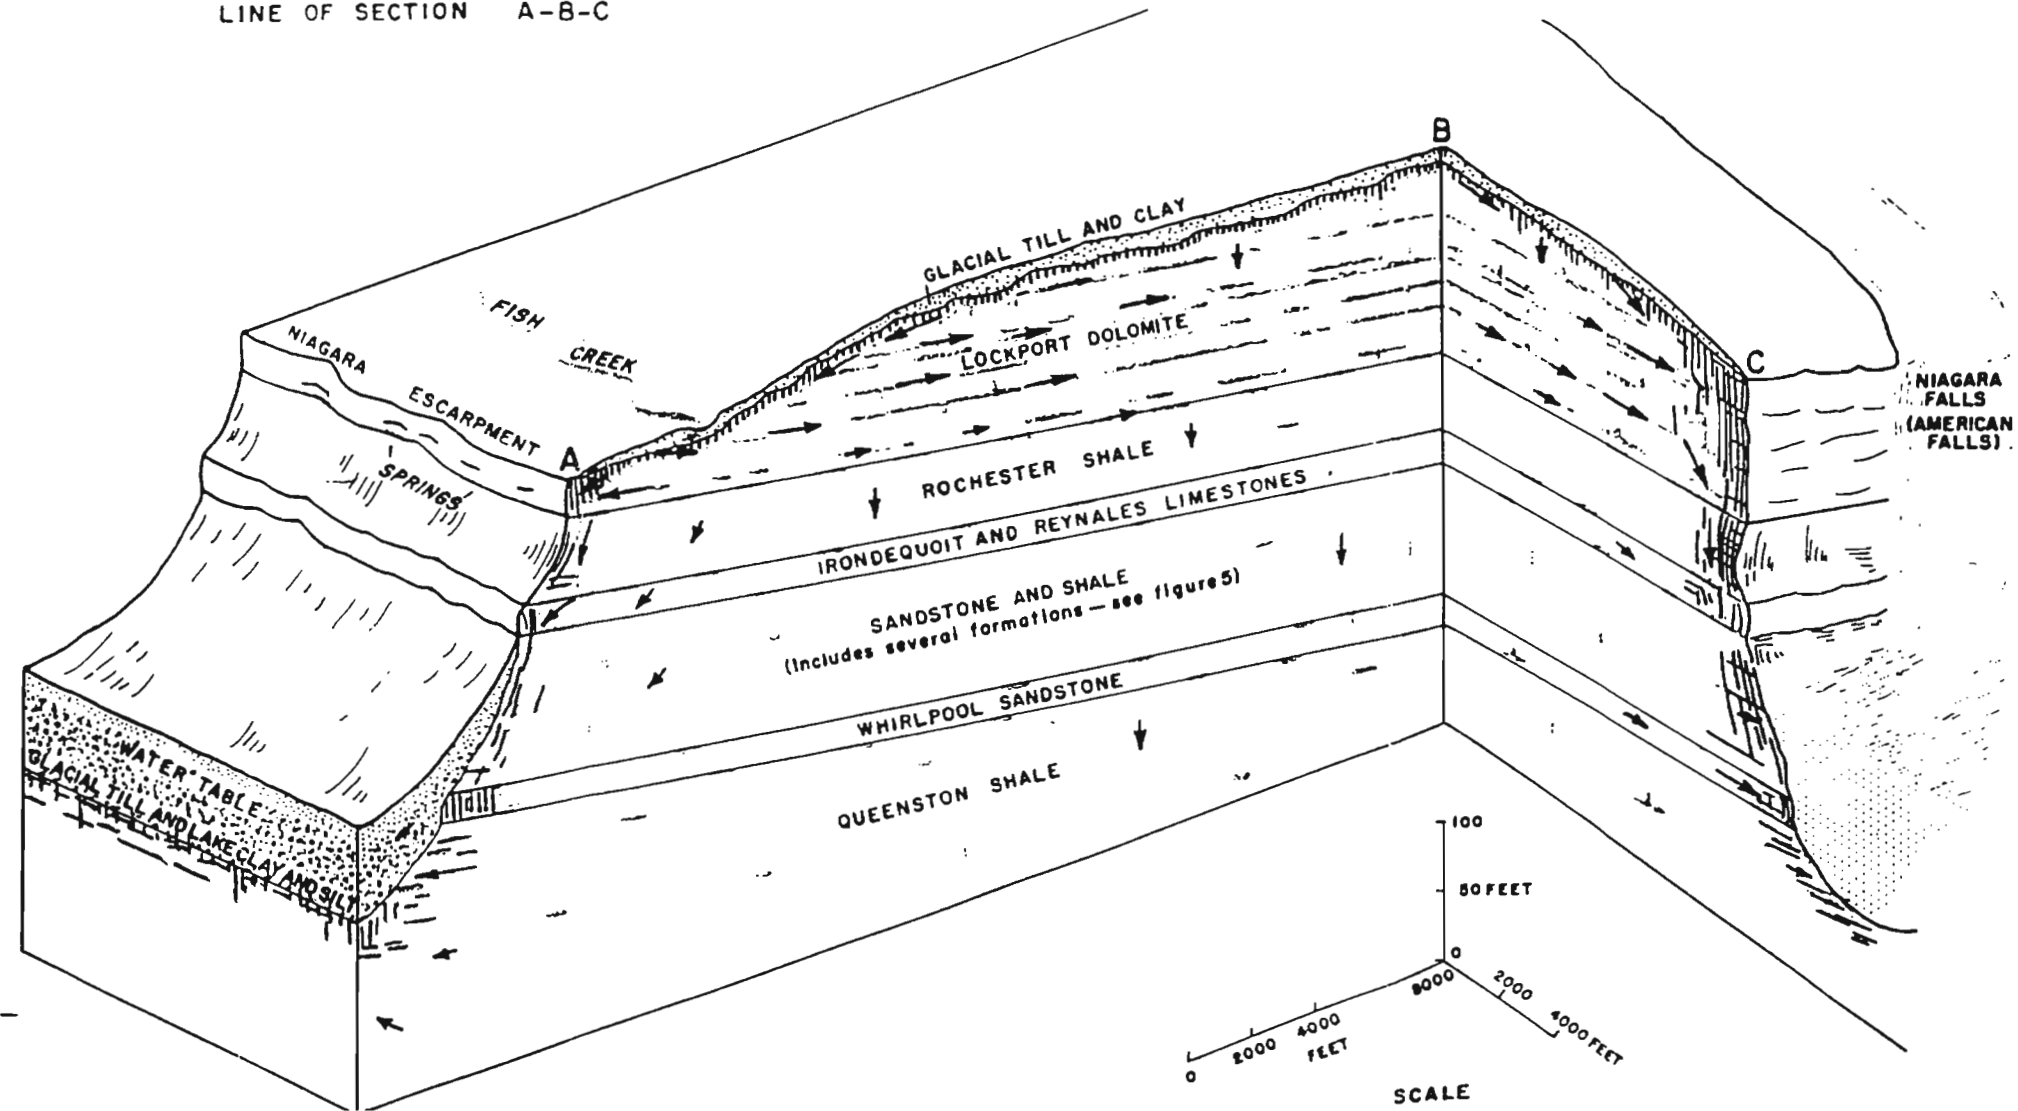 LINE OF SECTION A-B-C
B
GLACIAL TILL AND CLAY
FISH
CREEK
LOCKPORT DOLOMITE
NIAGARA
ESCARPMENT
A
C
NIAGARA
FALLS
(AMERICAN
FALLS)
SPRINGS
ROCHESTER SHALE
IRONDEQUOIT AND REYNALES LIMESTONES
SANDSTONE AND SHALE
(Includes several formations — see figure 5)
WHIRLPOOL SANDSTONE
QUEENSTON SHALE
WATER TABLE
GLACIAL TILL AND LAKE CLAY AND SILT
100
50 FEET
0
0
2000
4000
FEET
2000
4000 FEET
SCALE